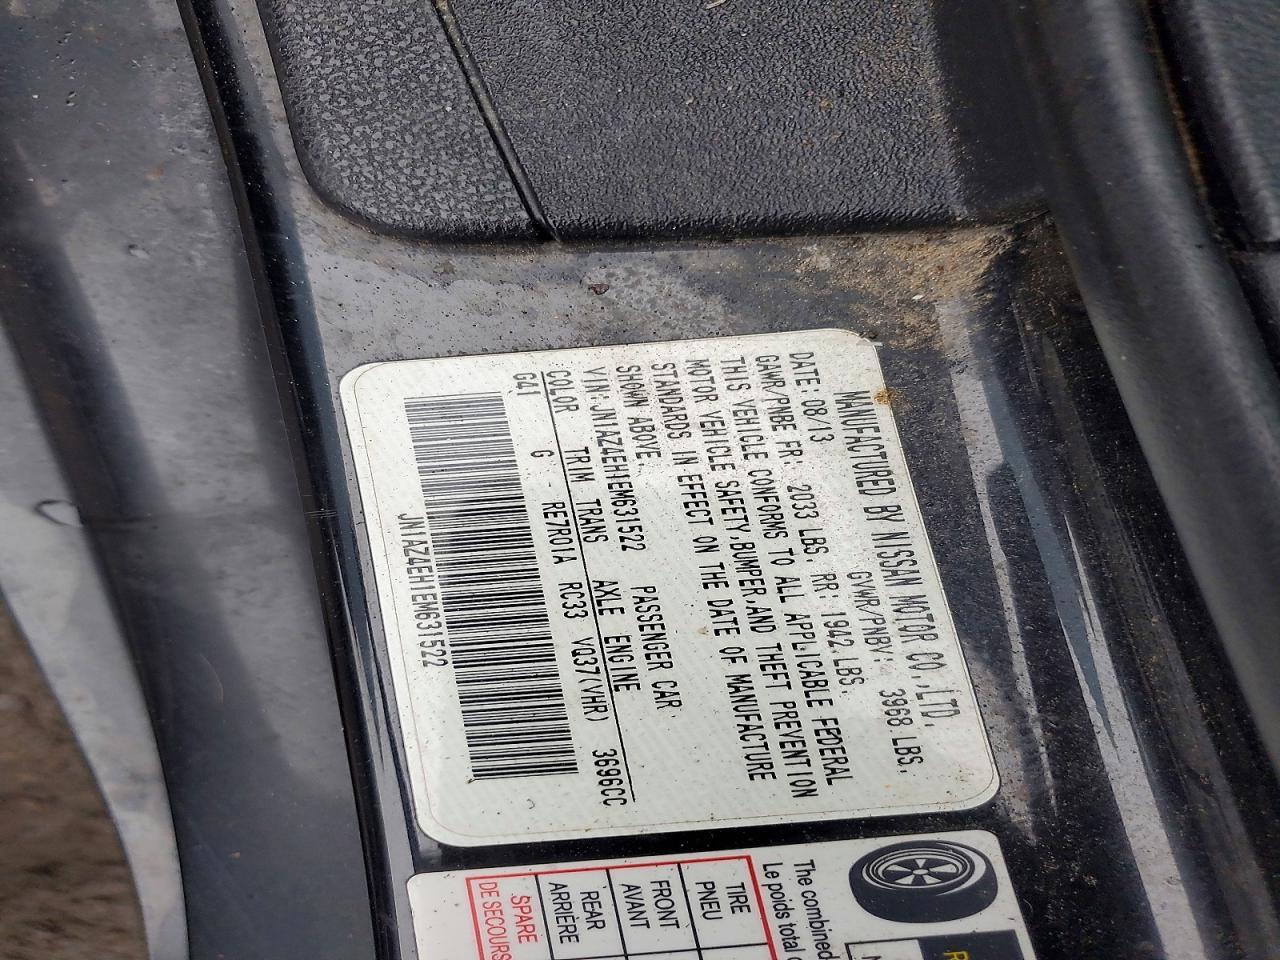 MANUFACTURED BY NISSAN MOTOR CO.,LTD.
DATE: 08/13 GVWR/PNBV: 3968 LBS.
GAWR/PNBE FR: 2033 LBS. RR: 1942 LBS.
THIS VEHICLE CONFORMS TO ALL APPLICABLE FEDERAL
MOTOR VEHICLE SAFETY,BUMPER,AND THEFT PREVENTION
STANDARDS IN EFFECT ON THE DATE OF MANUFACTURE
SHOWN ABOVE.
VIN:JN1AZ4EH1EM631522 PASSENGER CAR
COLOR TRIM TRANS AXLE ENGINE
G41 G RE7R01A RC33 VQ37(VHR) 3696CC
JN1AZ4EH1EM631522
The combined
Le poids total
TIRE
PNEU
FRONT
AVANT
REAR
ARRIÈRE
SPARE
DE SECOURS